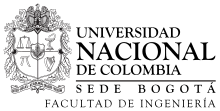 UNIVERSIDAD
NACIONAL
DE COLOMBIA
SEDE BOGOTÁ
FACULTAD DE INGENIERÍA